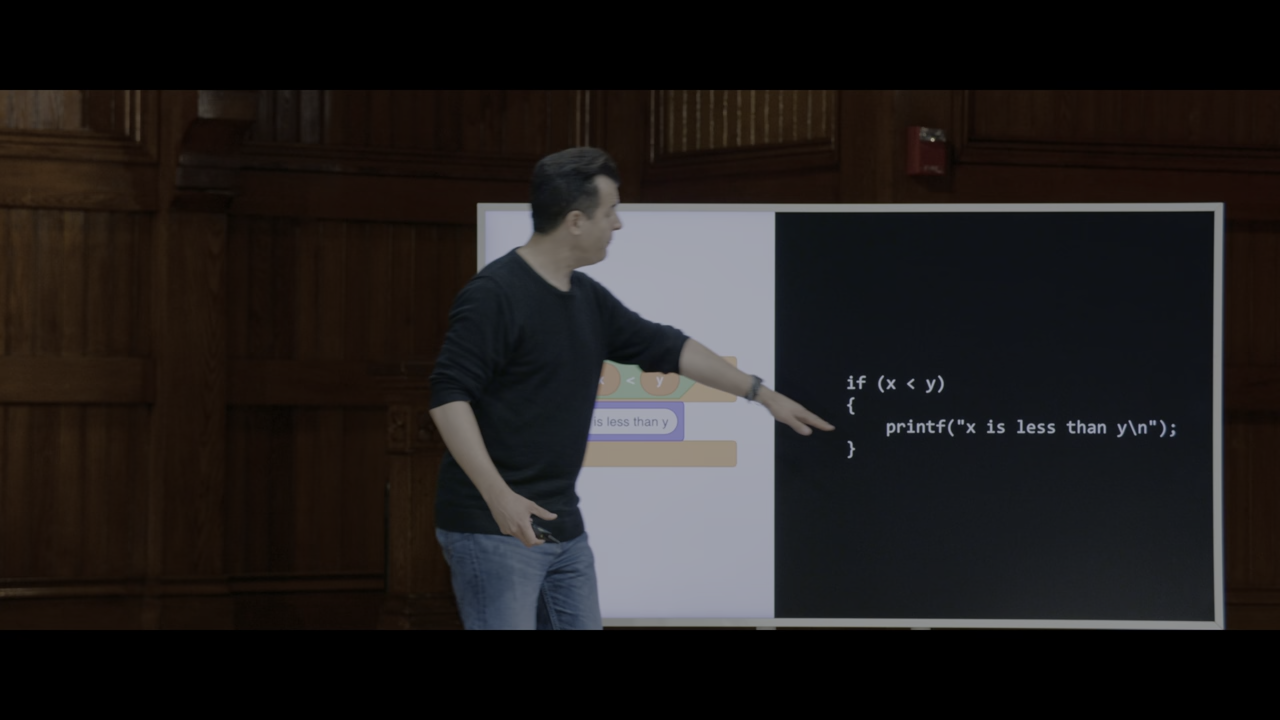 < y
is less than y
if (x < y)
{
printf("x is less than y\n");
}